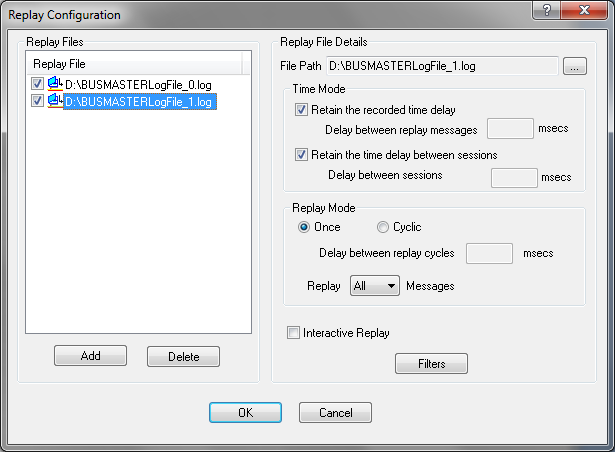 Replay Configuration
?
Replay Files
Replay File
D:\BUSMASTERLogFile_0.log
D:\BUSMASTERLogFile_1.log
Add
Delete
Replay File Details
File Path D:\BUSMASTERLogFile_1.log ...
Time Mode
Retain the recorded time delay
Delay between replay messages msecs
Retain the time delay between sessions
Delay between sessions msecs
Replay Mode
Once Cyclic
Delay between replay cycles msecs
Replay All Messages
Interactive Replay
Filters
OK Cancel